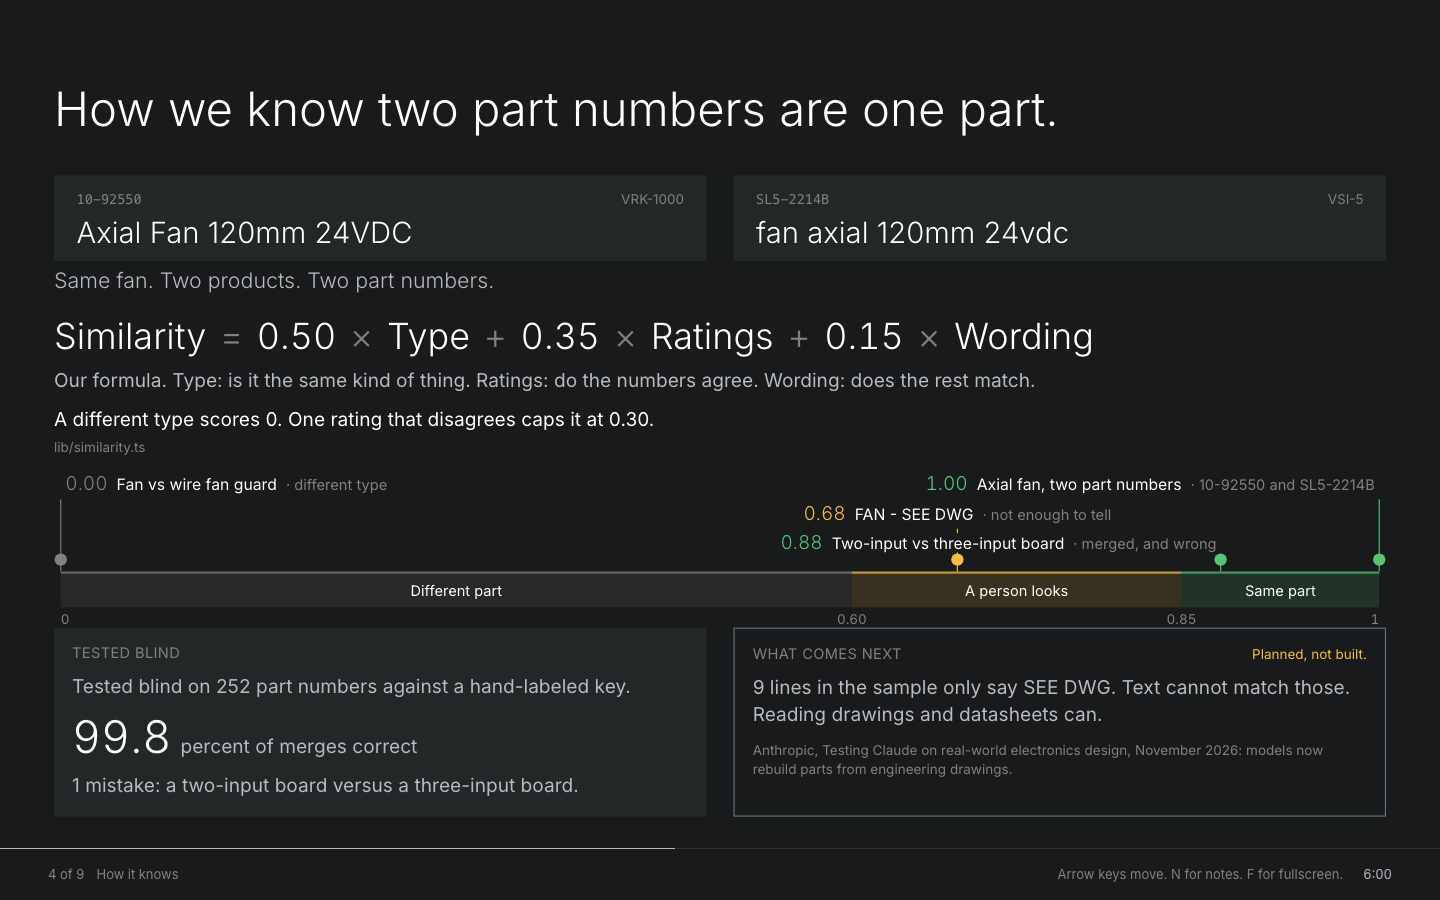 How we know two part numbers are one part.
10−92550
VRK-1000
Axial Fan 120mm 24VDC
SL5−2214B
VSI-5
fan axial 120mm 24vdc
Same fan. Two products. Two part numbers.
Similarity = 0.50 × Type + 0.35 × Ratings + 0.15 × Wording
Our formula. Type: is it the same kind of thing. Ratings: do the numbers agree. Wording: does the rest match.
A different type scores 0. One rating that disagrees caps it at 0.30.
lib/similarity.ts
0.00 Fan vs wire fan guard · different type
1.00 Axial fan, two part numbers · 10-92550 and SL5-2214B
0.68 FAN - SEE DWG · not enough to tell
0.88 Two-input vs three-input board · merged, and wrong
Different part
A person looks
Same part
0
0.60
0.85
1
TESTED BLIND
Tested blind on 252 part numbers against a hand-labeled key.
99.8 percent of merges correct
1 mistake: a two-input board versus a three-input board.
WHAT COMES NEXT
Planned, not built.
9 lines in the sample only say SEE DWG. Text cannot match those.
Reading drawings and datasheets can.
Anthropic, Testing Claude on real-world electronics design, November 2026: models now
rebuild parts from engineering drawings.
4 of 9 How it knows
Arrow keys move. N for notes. F for fullscreen.
6:00